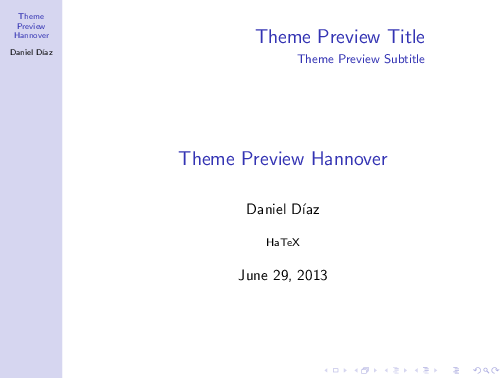 Theme
Preview
Hannover
Daniel Díaz
Theme Preview Title
Theme Preview Subtitle
Theme Preview Hannover
Daniel Díaz
HaTeX
June 29, 2013